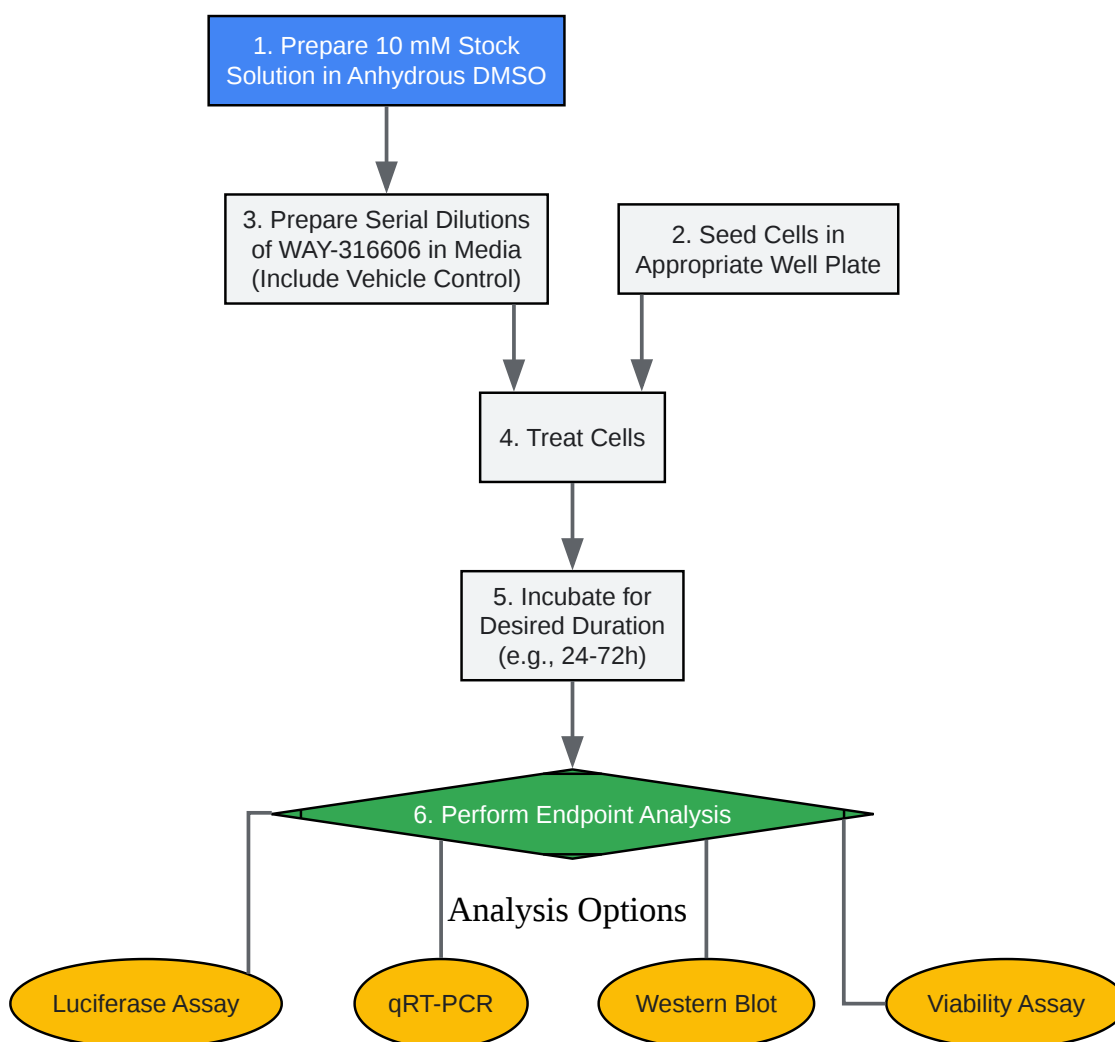 1. Prepare 10 mM Stock
Solution in Anhydrous DMSO
3. Prepare Serial Dilutions
of WAY-316606 in Media
(Include Vehicle Control)
2. Seed Cells in
Appropriate Well Plate
4. Treat Cells
5. Incubate for
Desired Duration
(e.g., 24-72h)
6. Perform Endpoint Analysis
Analysis Options
Luciferase Assay
qRT-PCR
Western Blot
Viability Assay